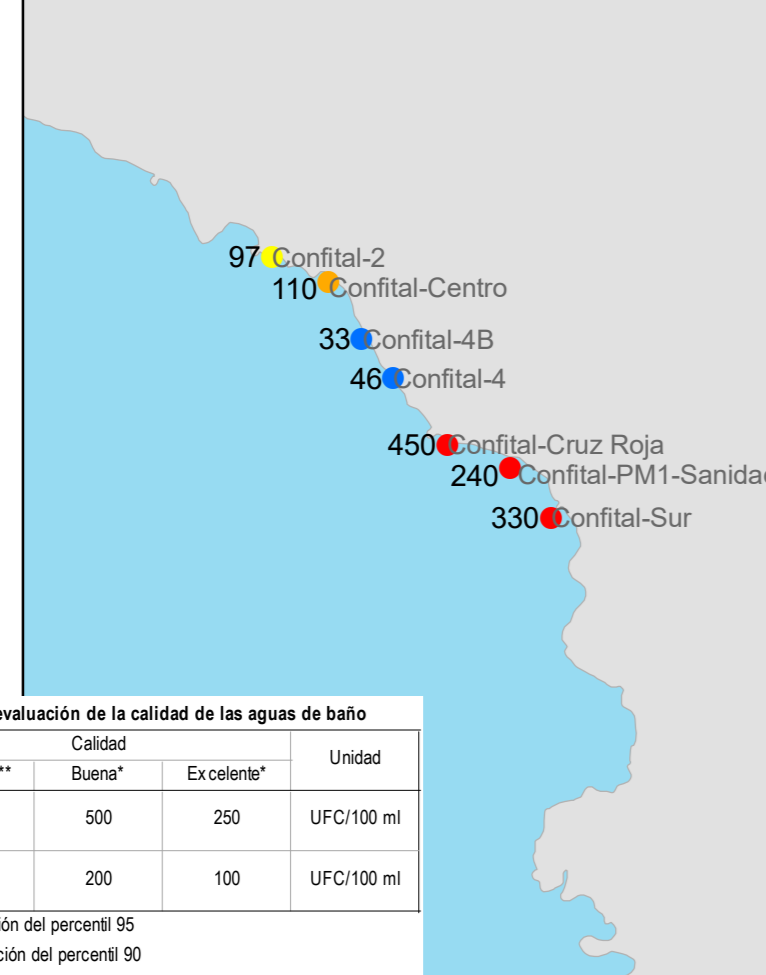 97 Confital-2
110 Confital-Centro
33 Confital-4B
46 Confital-4
450 Confital-Cruz Roja
240 Confital-PM1-Sanidad
330 Confital-Sur
evaluación de la calidad de las aguas de baño
Calidad Unidad
** Buena* Excelente*
500 250 UFC/100 ml
200 100 UFC/100 ml
ión del percentil 95
ción del percentil 90